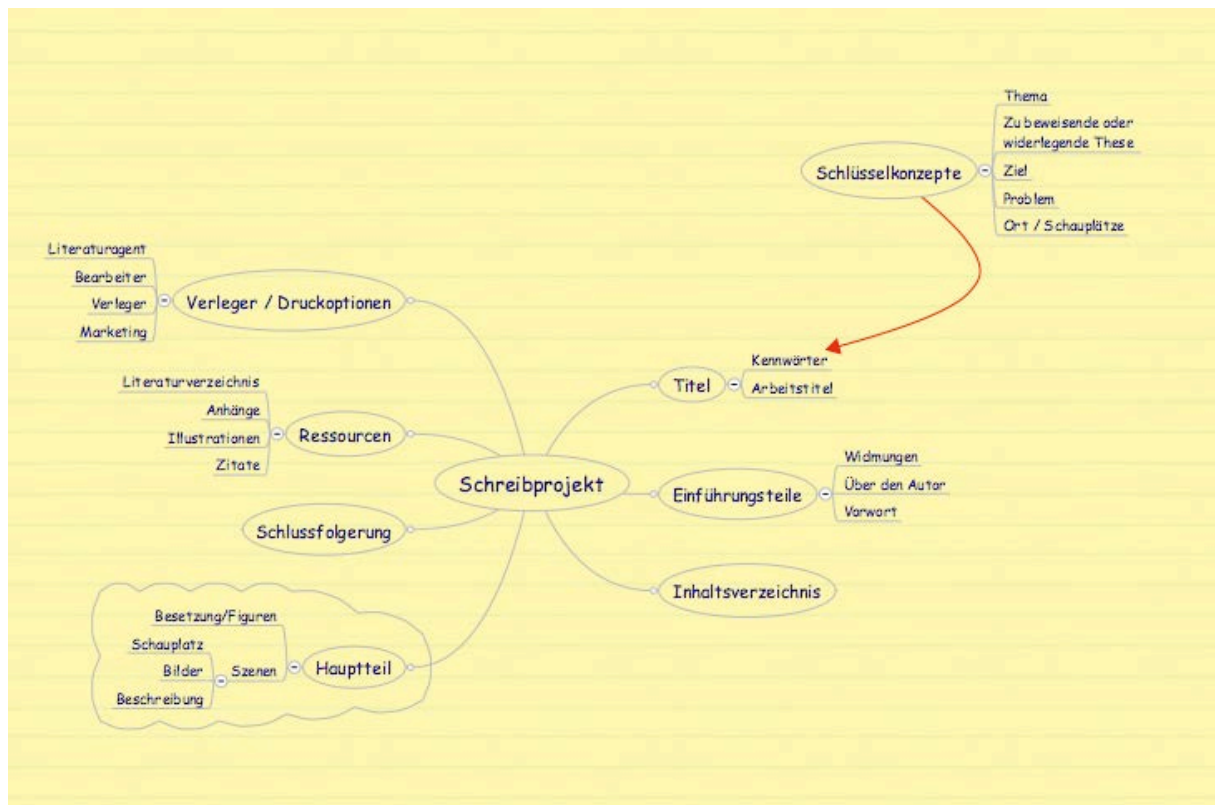 Schreibprojekt
Titel
Kennwörter
Arbeitstitel
Einführungsteile
Widmungen
Über den Autor
Vorwort
Inhaltsverzeichnis
Hauptteil
Besetzung/Figuren
Szenen
Schauplatz
Bilder
Beschreibung
Schlussfolgerung
Ressourcen
Literaturverzeichnis
Anhänge
Illustrationen
Zitate
Verleger / Druckoptionen
Literaturagent
Bearbeiter
Verleger
Marketing
Schlüsselkonzepte
Thema
Zu beweisende oder
widerlegende These
Ziel
Problem
Ort / Schauplätze